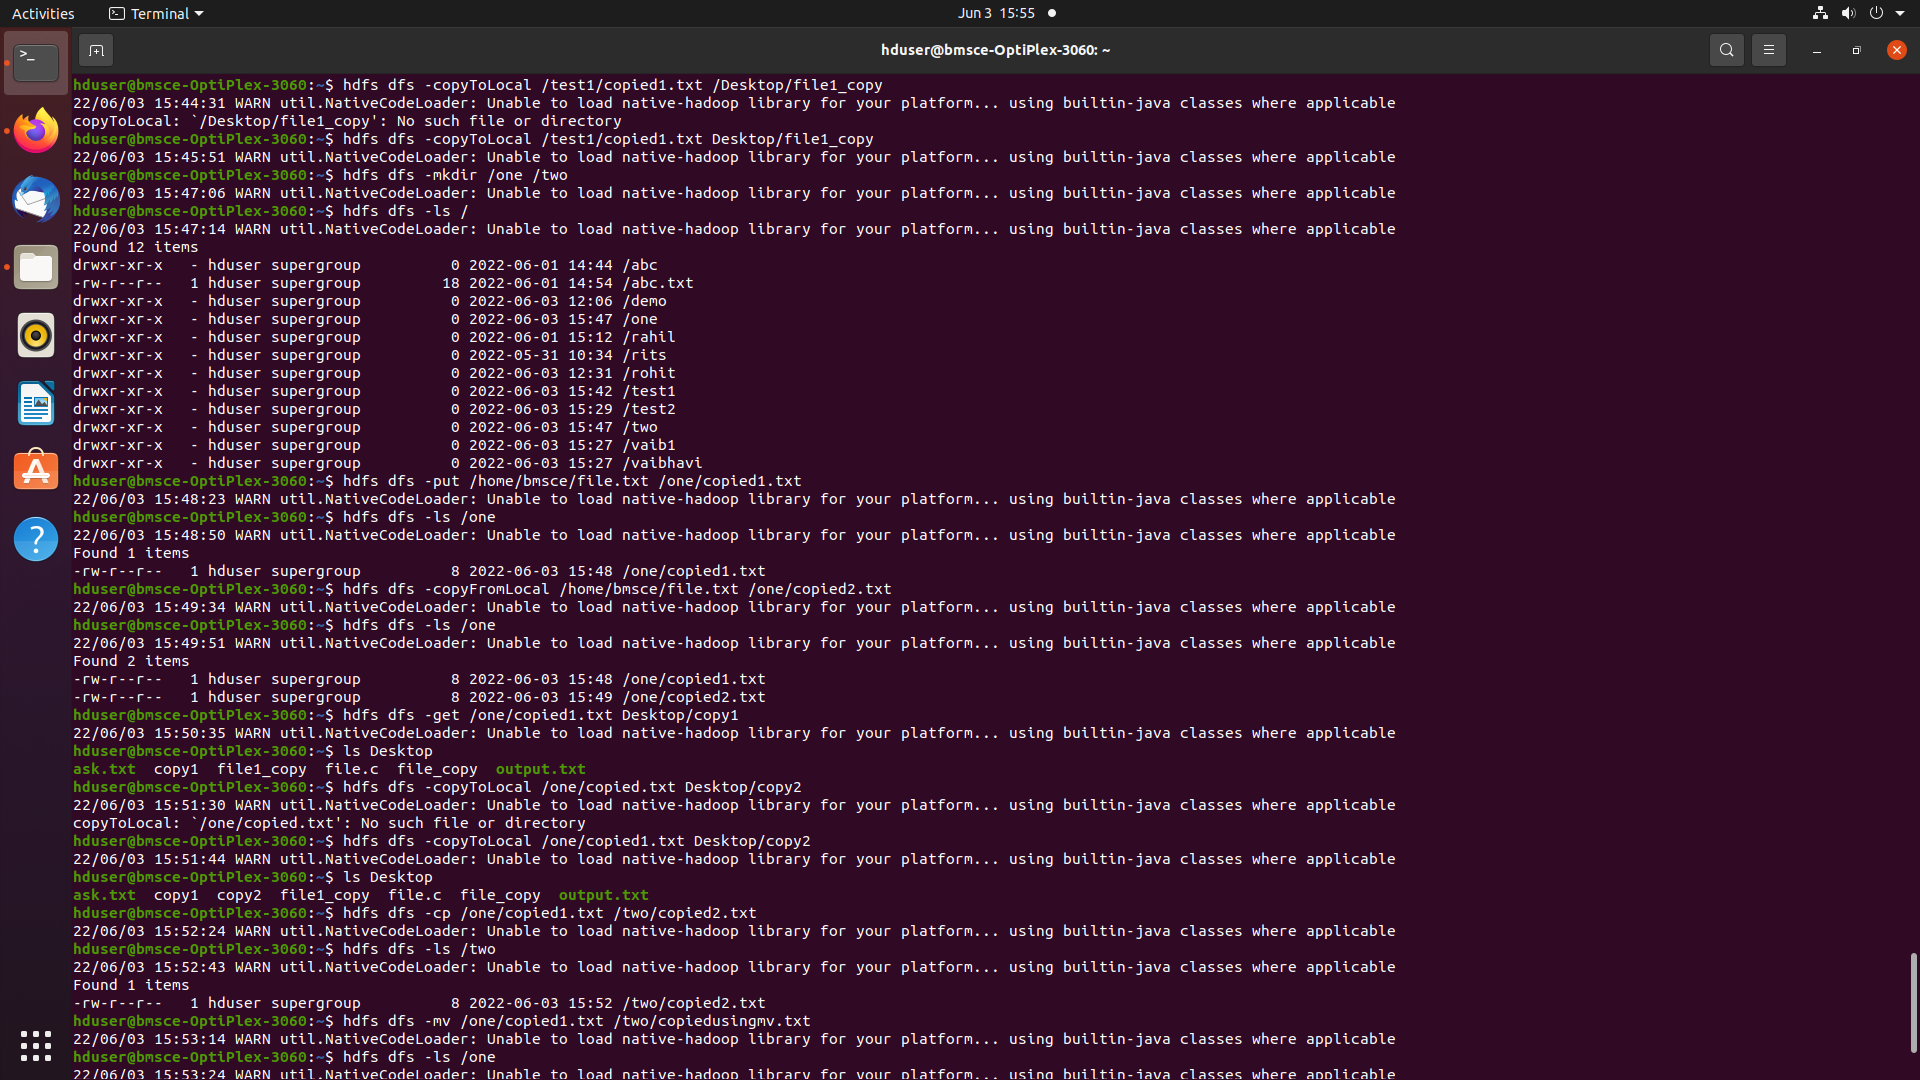 Activities
Terminal
Jun 3 15:55
hduser@bmsce-OptiPlex-3060: ~
hduser@bmsce-OptiPlex-3060:~$ hdfs dfs -copyToLocal /test1/copied1.txt /Desktop/file1_copy
22/06/03 15:44:31 WARN util.NativeCodeLoader: Unable to load native-hadoop library for your platform... using builtin-java classes where applicable
copyToLocal: `/Desktop/file1_copy': No such file or directory
hduser@bmsce-OptiPlex-3060:~$ hdfs dfs -copyToLocal /test1/copied1.txt Desktop/file1_copy
22/06/03 15:45:51 WARN util.NativeCodeLoader: Unable to load native-hadoop library for your platform... using builtin-java classes where applicable
hduser@bmsce-OptiPlex-3060:~$ hdfs dfs -mkdir /one /two
22/06/03 15:47:06 WARN util.NativeCodeLoader: Unable to load native-hadoop library for your platform... using builtin-java classes where applicable
hduser@bmsce-OptiPlex-3060:~$ hdfs dfs -ls /
22/06/03 15:47:14 WARN util.NativeCodeLoader: Unable to load native-hadoop library for your platform... using builtin-java classes where applicable
Found 12 items
drwxr-xr-x   - hduser supergroup          0 2022-06-01 14:44 /abc
-rw-r--r--   1 hduser supergroup         18 2022-06-01 14:54 /abc.txt
drwxr-xr-x   - hduser supergroup          0 2022-06-03 12:06 /demo
drwxr-xr-x   - hduser supergroup          0 2022-06-03 15:47 /one
drwxr-xr-x   - hduser supergroup          0 2022-06-01 15:12 /rahil
drwxr-xr-x   - hduser supergroup          0 2022-05-31 10:34 /rits
drwxr-xr-x   - hduser supergroup          0 2022-06-03 12:31 /rohit
drwxr-xr-x   - hduser supergroup          0 2022-06-03 15:42 /test1
drwxr-xr-x   - hduser supergroup          0 2022-06-03 15:29 /test2
drwxr-xr-x   - hduser supergroup          0 2022-06-03 15:47 /two
drwxr-xr-x   - hduser supergroup          0 2022-06-03 15:27 /vaib1
drwxr-xr-x   - hduser supergroup          0 2022-06-03 15:27 /vaibhavi
hduser@bmsce-OptiPlex-3060:~$ hdfs dfs -put /home/bmsce/file.txt /one/copied1.txt
22/06/03 15:48:23 WARN util.NativeCodeLoader: Unable to load native-hadoop library for your platform... using builtin-java classes where applicable
hduser@bmsce-OptiPlex-3060:~$ hdfs dfs -ls /one
22/06/03 15:48:50 WARN util.NativeCodeLoader: Unable to load native-hadoop library for your platform... using builtin-java classes where applicable
Found 1 items
-rw-r--r--   1 hduser supergroup          8 2022-06-03 15:48 /one/copied1.txt
hduser@bmsce-OptiPlex-3060:~$ hdfs dfs -copyFromLocal /home/bmsce/file.txt /one/copied2.txt
22/06/03 15:49:34 WARN util.NativeCodeLoader: Unable to load native-hadoop library for your platform... using builtin-java classes where applicable
hduser@bmsce-OptiPlex-3060:~$ hdfs dfs -ls /one
22/06/03 15:49:51 WARN util.NativeCodeLoader: Unable to load native-hadoop library for your platform... using builtin-java classes where applicable
Found 2 items
-rw-r--r--   1 hduser supergroup          8 2022-06-03 15:48 /one/copied1.txt
-rw-r--r--   1 hduser supergroup          8 2022-06-03 15:49 /one/copied2.txt
hduser@bmsce-OptiPlex-3060:~$ hdfs dfs -get /one/copied1.txt Desktop/copy1
22/06/03 15:50:35 WARN util.NativeCodeLoader: Unable to load native-hadoop library for your platform... using builtin-java classes where applicable
hduser@bmsce-OptiPlex-3060:~$ ls Desktop
ask.txt  copy1  file1_copy  file.c  file_copy  output.txt
hduser@bmsce-OptiPlex-3060:~$ hdfs dfs -copyToLocal /one/copied.txt Desktop/copy2
22/06/03 15:51:30 WARN util.NativeCodeLoader: Unable to load native-hadoop library for your platform... using builtin-java classes where applicable
copyToLocal: `/one/copied.txt': No such file or directory
hduser@bmsce-OptiPlex-3060:~$ hdfs dfs -copyToLocal /one/copied1.txt Desktop/copy2
22/06/03 15:51:44 WARN util.NativeCodeLoader: Unable to load native-hadoop library for your platform... using builtin-java classes where applicable
hduser@bmsce-OptiPlex-3060:~$ ls Desktop
ask.txt  copy1  copy2  file1_copy  file.c  file_copy  output.txt
hduser@bmsce-OptiPlex-3060:~$ hdfs dfs -cp /one/copied1.txt /two/copied2.txt
22/06/03 15:52:24 WARN util.NativeCodeLoader: Unable to load native-hadoop library for your platform... using builtin-java classes where applicable
hduser@bmsce-OptiPlex-3060:~$ hdfs dfs -ls /two
22/06/03 15:52:43 WARN util.NativeCodeLoader: Unable to load native-hadoop library for your platform... using builtin-java classes where applicable
Found 1 items
-rw-r--r--   1 hduser supergroup          8 2022-06-03 15:52 /two/copied2.txt
hduser@bmsce-OptiPlex-3060:~$ hdfs dfs -mv /one/copied1.txt /two/copiedusingmv.txt
22/06/03 15:53:14 WARN util.NativeCodeLoader: Unable to load native-hadoop library for your platform... using builtin-java classes where applicable
hduser@bmsce-OptiPlex-3060:~$ hdfs dfs -ls /one
22/06/03 15:53:24 WARN util.NativeCodeLoader: Unable to load native-hadoop library for your platform... using builtin-java classes where applicable